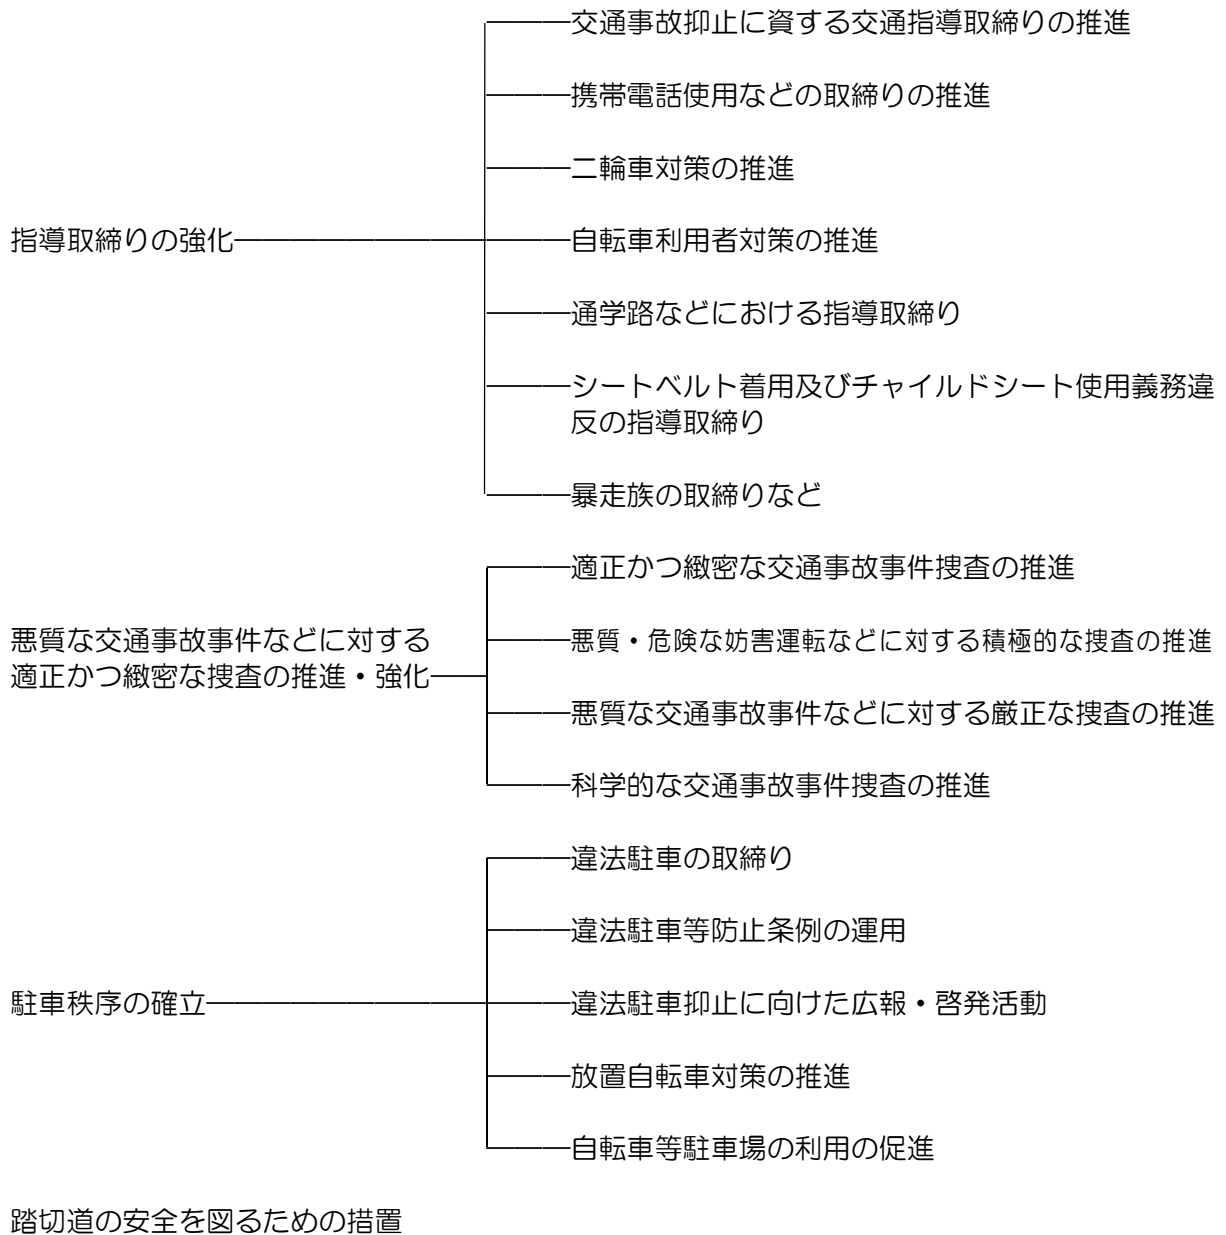 交通事故抑止に資する交通指導取締りの推進
携帯電話使用などの取締りの推進
二輪車対策の推進
指導取締りの強化
自転車利用者対策の推進
通学路などにおける指導取締り
シートベルト着用及びチャイルドシート使用義務違
反の指導取締り
暴走族の取締りなど
適正かつ緻密な交通事故事件捜査の推進
悪質な交通事故事件などに対する
適正かつ緻密な捜査の推進・強化
悪質・危険な妨害運転などに対する積極的な捜査の推進
悪質な交通事故事件などに対する厳正な捜査の推進
科学的な交通事故事件捜査の推進
違法駐車の取締り
違法駐車等防止条例の運用
駐車秩序の確立
違法駐車抑止に向けた広報・啓発活動
放置自転車対策の推進
自転車等駐車場の利用の促進
踏切道の安全を図るための措置